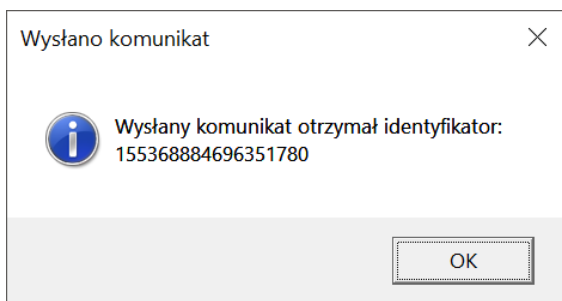 Wysłano komunikat
Wysłany komunikat otrzymał identyfikator:
155368884696351780
OK